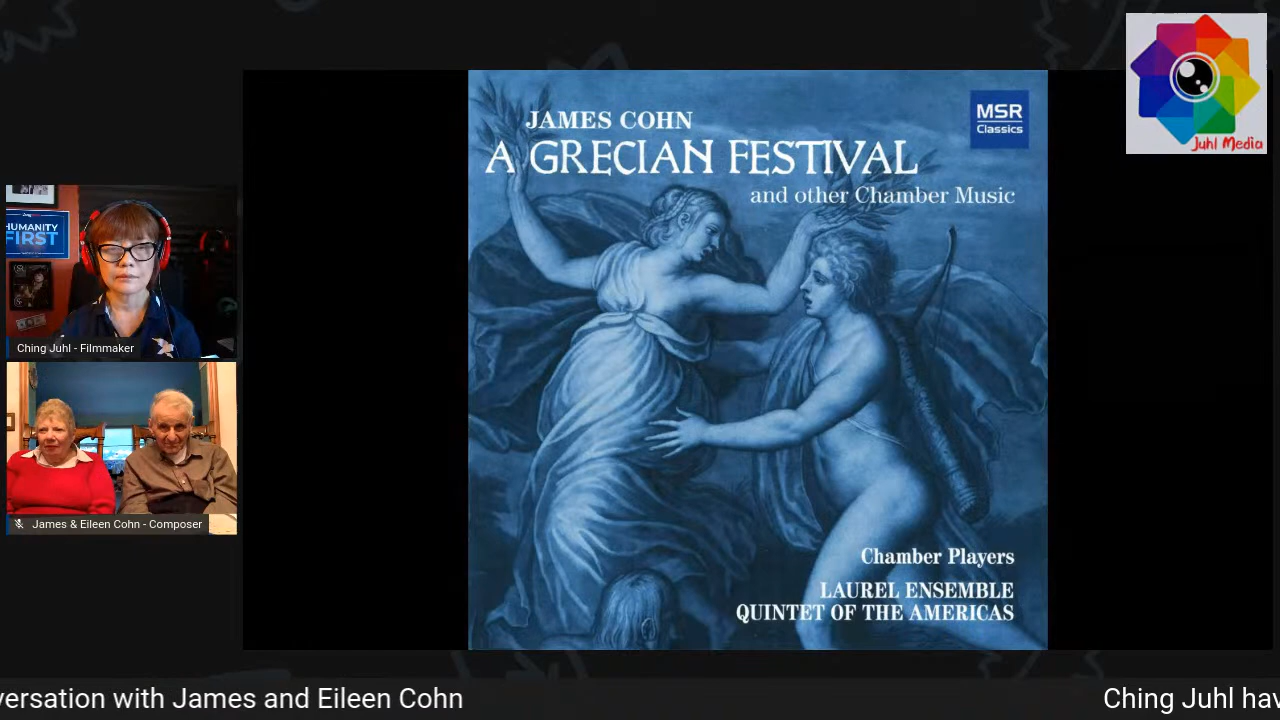 Juhl Media
JAMES COHN
A GRECIAN FESTIVAL
and other Chamber Music
MSR
Classics
HUMANITY
FIRST
Ching Juhl - Filmmaker
James & Eileen Cohn - Composer
Chamber Players
LAUREL ENSEMBLE
QUINTET OF THE AMERICAS
versation with James and Eileen Cohn
Ching Juhl hav